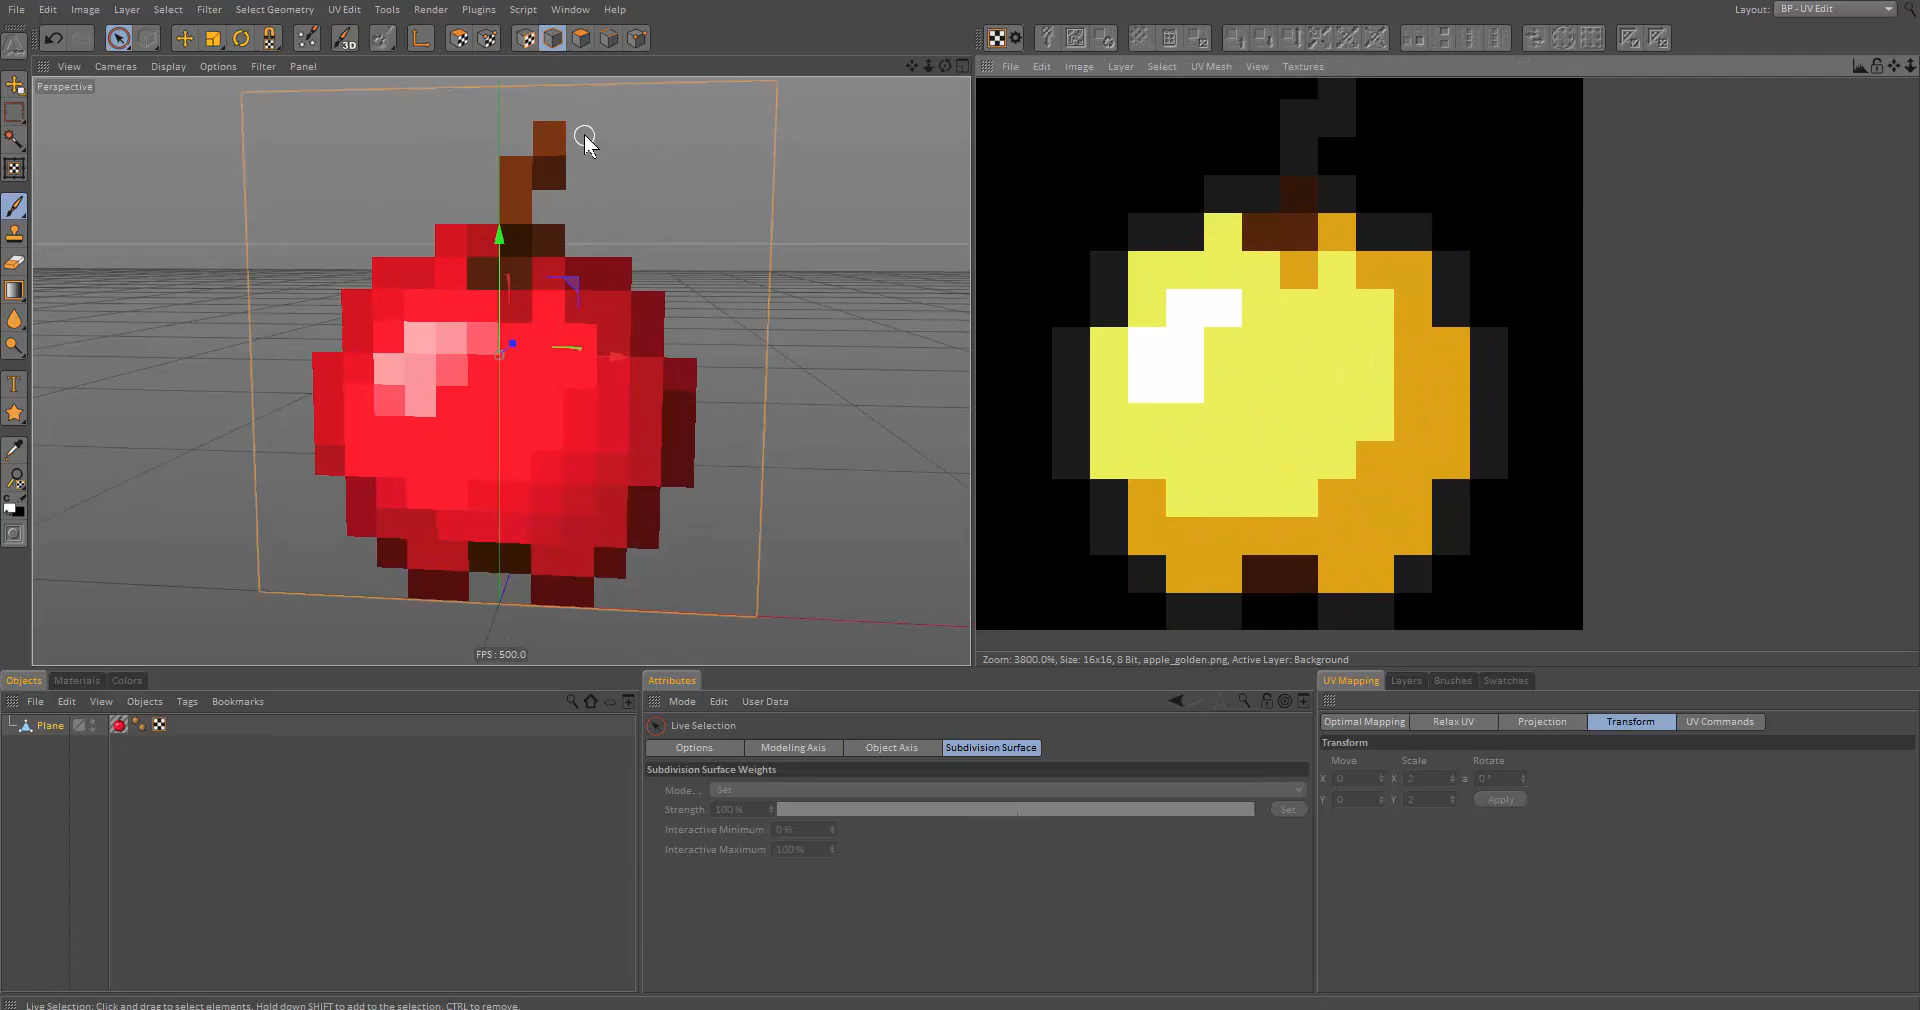 File Edit Image Layer Select Filter Select Geometry UV Edit Tools Render Plugins Script Window Help
Layout: BP - UV Edit
3D
View Cameras Display Options Filter Panel
File Edit Image Layer Select UV Mesh View Textures
Perspective
FPS : 500.0
Zoom: 3800.0%, Size: 16x16, 8 Bit, apple_golden.png, Active Layer: Background
Objects Materials Colors
File Edit View Objects Tags Bookmarks
Plane
Attributes
Mode Edit User Data
Live Selection
Options Modeling Axis Object Axis Subdivision Surface
Subdivision Surface Weights
Mode. . Set
Strength 100 % Set
Interactive Minimum 0 %
Interactive Maximum 100 %
UV Mapping Layers Brushes Swatches
Optimal Mapping Relax UV Projection Transform UV Commands
Transform
Move Scale Rotate
X 0 X 2 a 0 °
Y 0 Y 2 Apply
Live Selection: Click and drag to select elements. Hold down SHIFT to add to the selection, CTRL to remove.